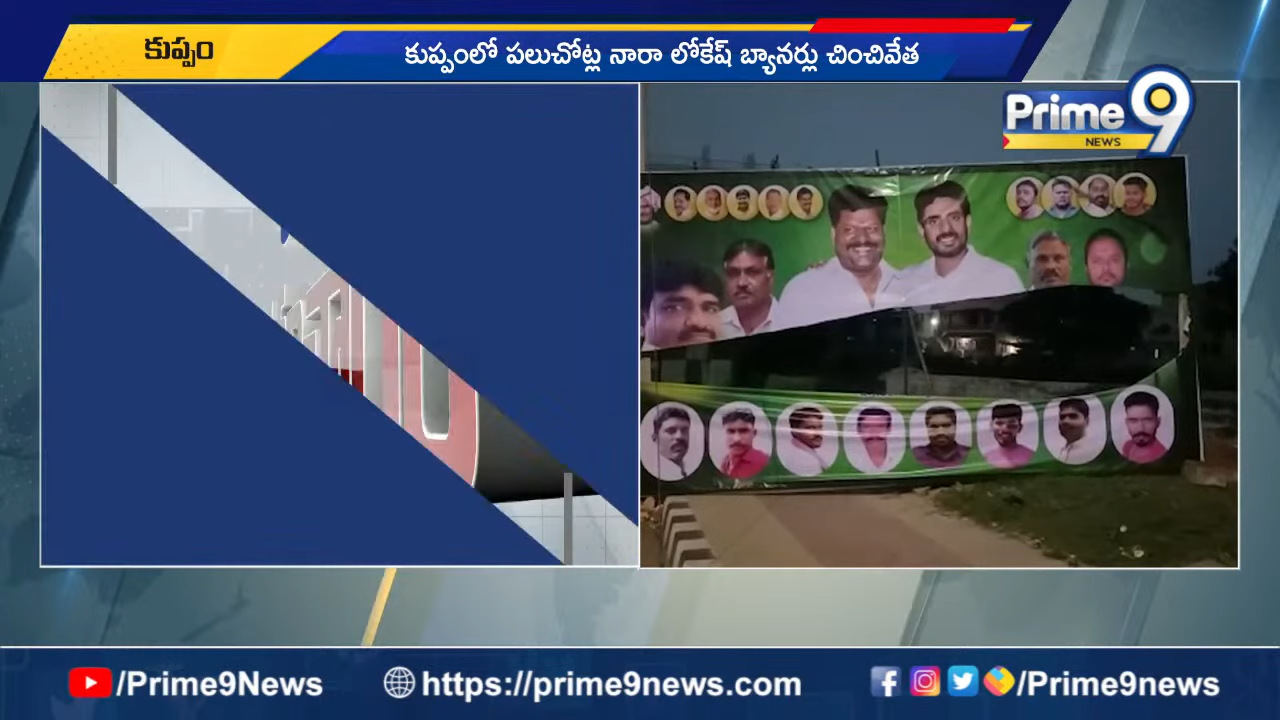 కుప్పం
కుప్పంలో పలుచోట్ల నారా లోకేష్ బ్యానర్లు చించివేత
Prime9
NEWS
/Prime9News
https://prime9news.com
/Prime9news